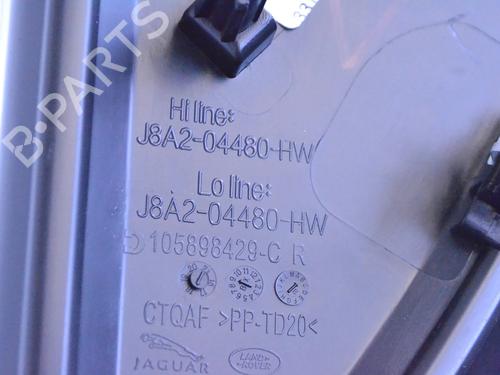 B-PARTS
Hi line:
J8A2-04480-HW
Lo line:
J8A2-04480-HW
105898429-C R
CTQAF >PP-TD20<
JAGUAR
LAND ROVER